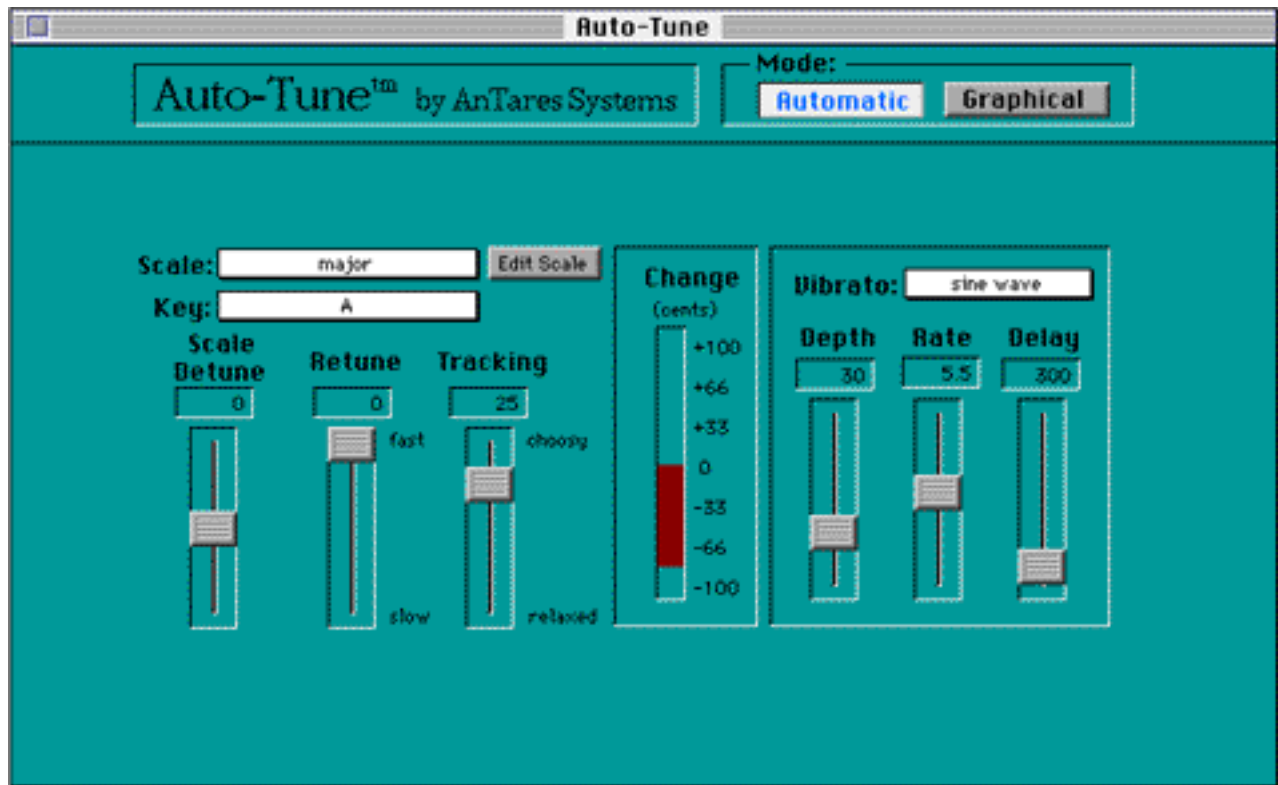 Auto-Tune
Auto-Tune™ by AnTares Systems
Mode:
Automatic Graphical
Scale: major Edit Scale
Key: A
Scale Detune
0
Retune
0
fast
slow
Tracking
25
choosy
relaxed
Change
(cents)
+100
+66
+33
0
-33
-66
-100
Vibrato: sine wave
Depth Rate Delay
30 5.5 300